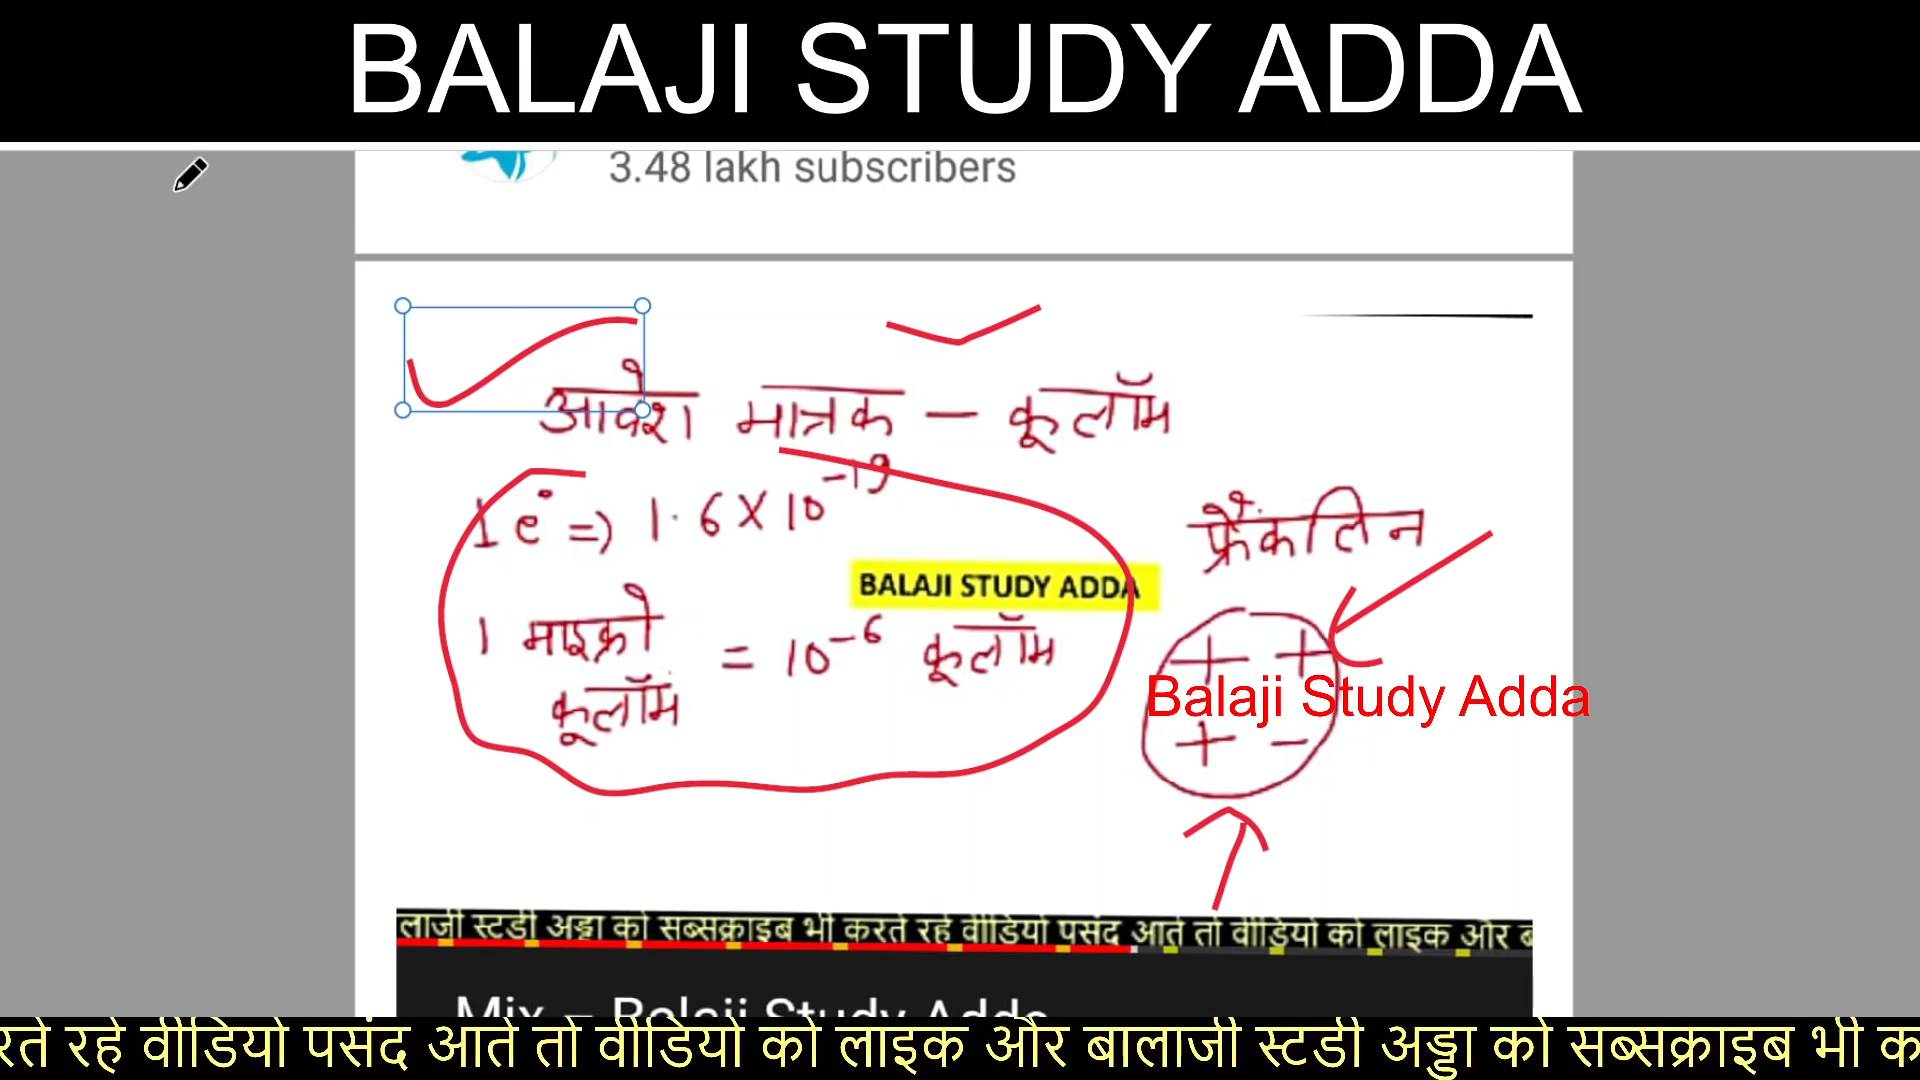 BALAJI STUDY ADDA
3.48 lakh subscribers
आवेश मात्रक – कूलॉम
1 e => 1.6 X 10⁻¹⁹
फ्रैंकलिन
BALAJI STUDY ADDA
1 माइक्रो कूलॉम = 10⁻⁶ कूलॉम
+ +
Balaji Study Adda
+ –
लाजी स्टडी अड्डा को सब्सक्राइब भी करते रहे वीडियो पसंद आते तो वीडियो को लाइक और ब
Mix – Balaji Study Adda
रते रहे वीडियो पसंद आते तो वीडियो को लाइक और बालाजी स्टडी अड्डा को सब्सक्राइब भी क